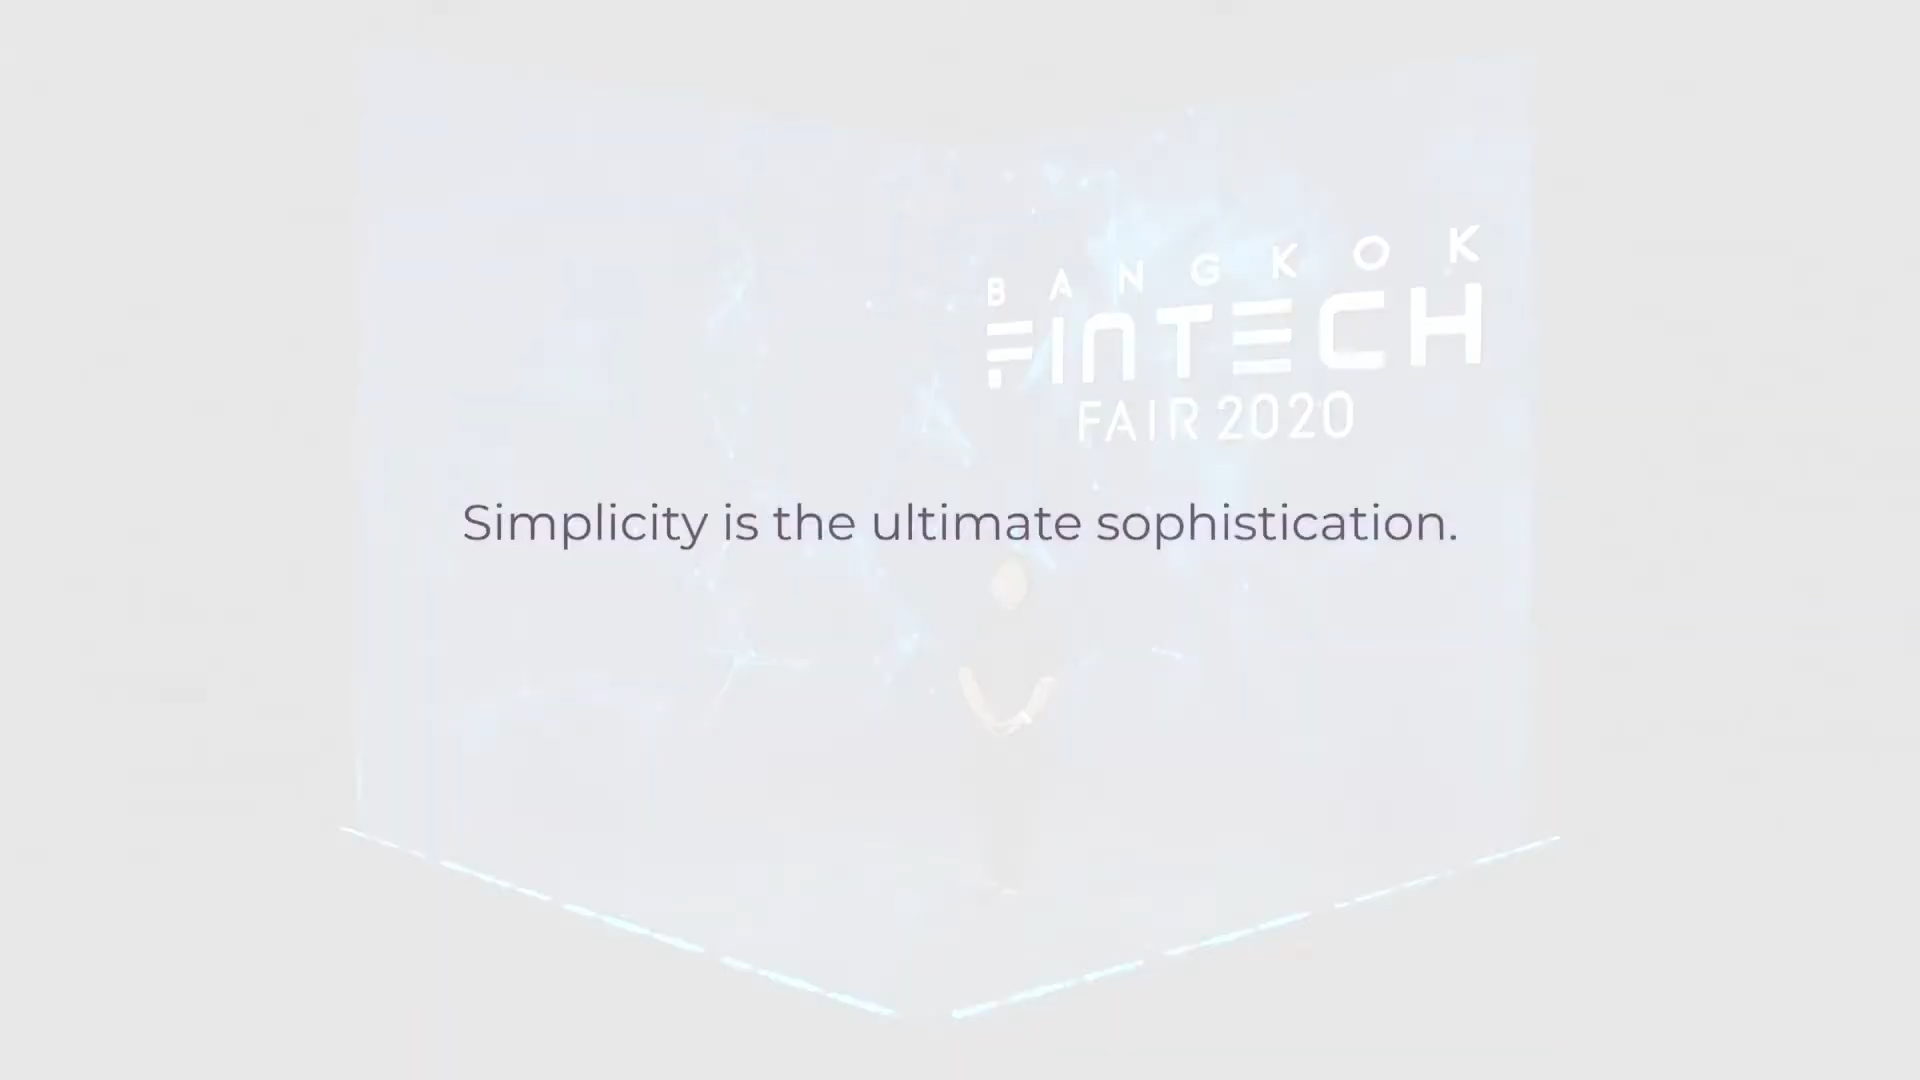 BANGKOK
FINTECH
FAIR 2020
Simplicity is the ultimate sophistication.